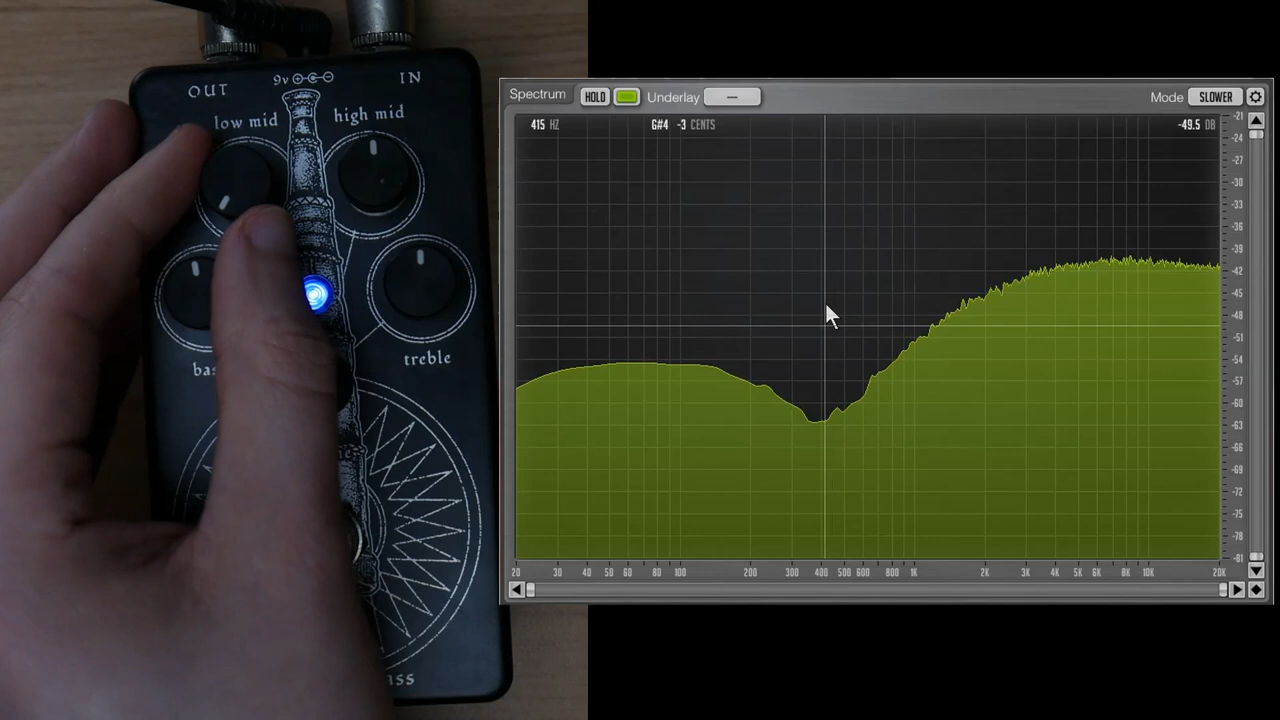 OUT
9v
IN
low mid
high mid
treble
Spectrum HOLD Underlay — Mode SLOWER
415 HZ G#4 -3 CENTS -49.5 DB
-21
-24
-27
-30
-33
-36
-39
-42
-45
-48
-51
-54
-57
-60
-63
-66
-69
-72
-75
-78
-81
20 30 40 50 60 80 100 200 300 400 500 600 800 1K 2K 3K 4K 5K 6K 8K 10K 20K